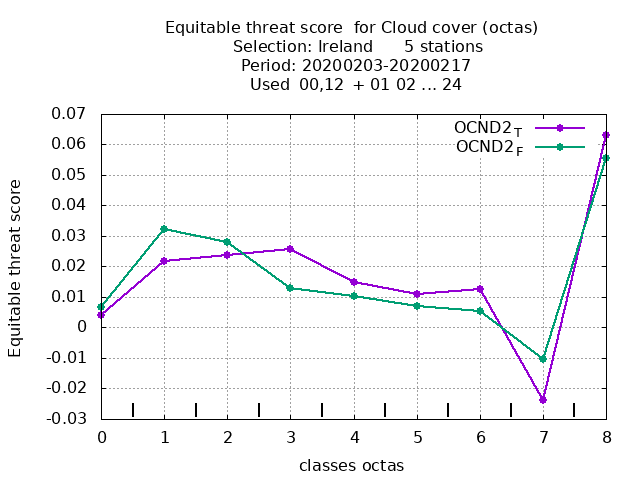 Equitable threat score  for Cloud cover (octas)
Selection: Ireland      5 stations
Period: 20200203-20200217
Used  00,12  + 01 02 ... 24
OCND2T
OCND2F
Equitable threat score
0.07
0.06
0.05
0.04
0.03
0.02
0.01
0
-0.01
-0.02
-0.03
0 1 2 3 4 5 6 7 8
classes octas